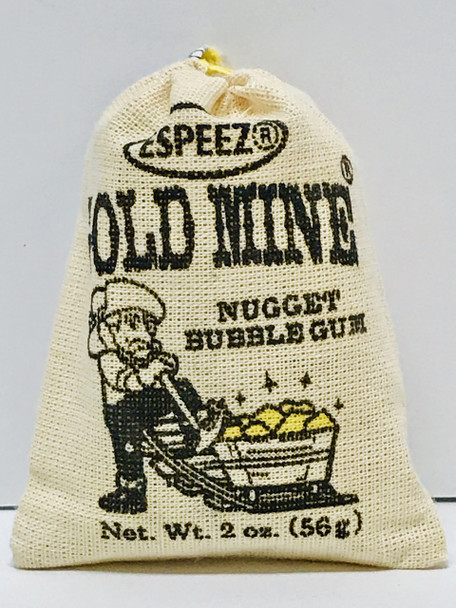 ESPEEZ®
OLD MINE®
NUGGET
BUBBLE GUM
Net. Wt. 2 oz. (56g)